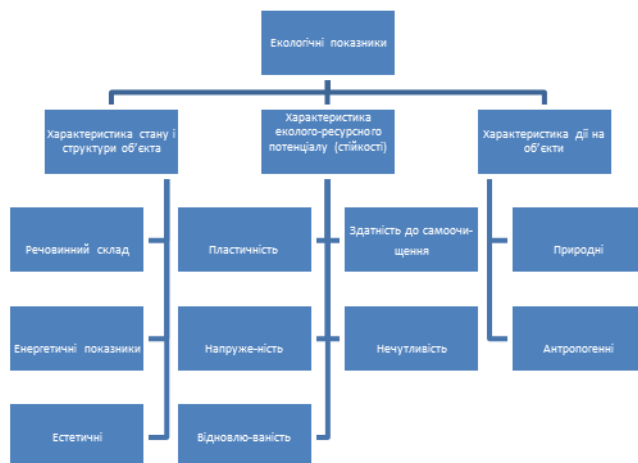 Екологічні показники
Характеристика стану і
структури об’єкта
Характеристика
еколого-ресурсного
потенціалу (стійкості)
Характеристика дії на
об’єкти
Речовинний склад
Пластичність
Здатність до самоочи-
щення
Природні
Енергетичні показники
Напруже-ність
Нечутливість
Антропогенні
Естетичні
Відновлю-ваність